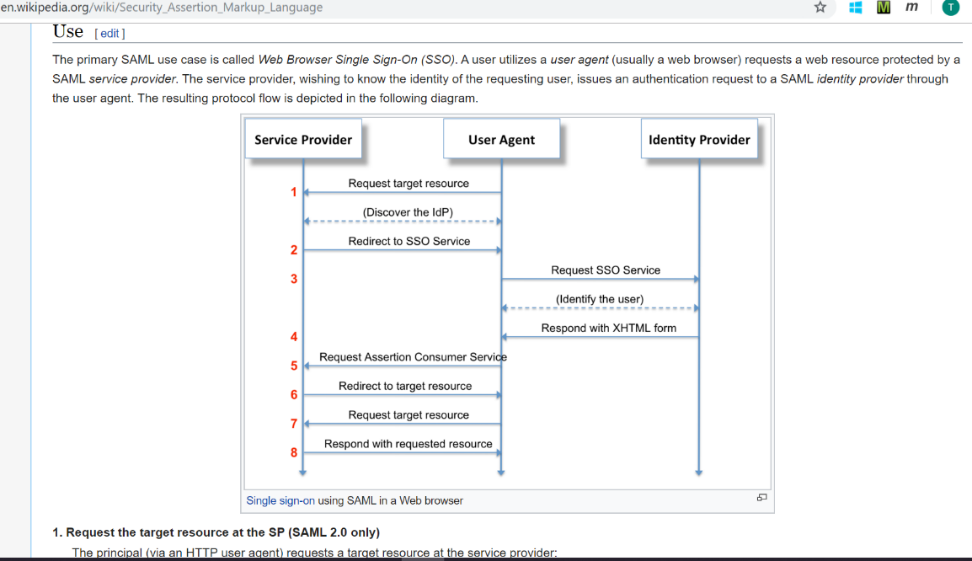 en.wikipedia.org/wiki/Security_Assertion_Markup_Language
M m T
Use [edit]
The primary SAML use case is called Web Browser Single Sign-On (SSO). A user utilizes a user agent (usually a web browser) requests a web resource protected by a
SAML service provider. The service provider, wishing to know the identity of the requesting user, issues an authentication request to a SAML identity provider through
the user agent. The resulting protocol flow is depicted in the following diagram.
Service Provider User Agent Identity Provider
1 Request target resource
(Discover the IdP)
2 Redirect to SSO Service
3 Request SSO Service
(Identify the user)
4 Respond with XHTML form
5 Request Assertion Consumer Service
6 Redirect to target resource
7 Request target resource
8 Respond with requested resource
Single sign-on using SAML in a Web browser
1. Request the target resource at the SP (SAML 2.0 only)
The principal (via an HTTP user agent) requests a target resource at the service provider: